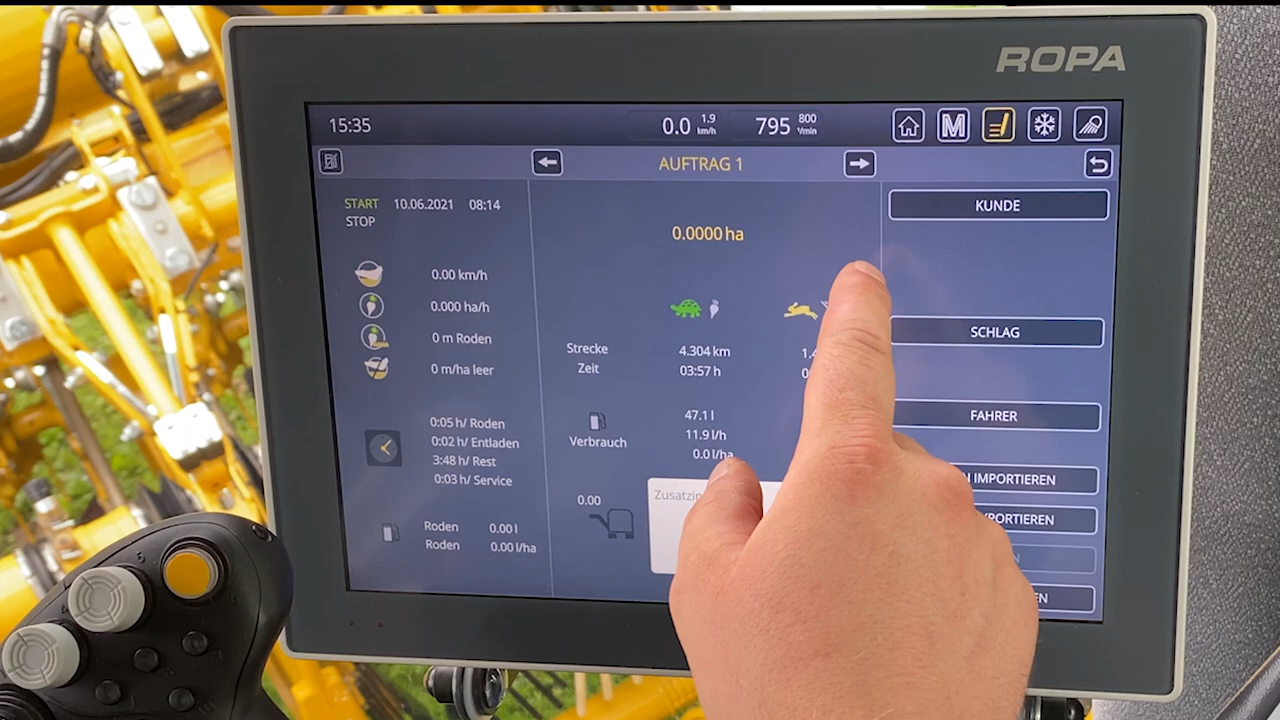 ROPA
15:35
0.0 1.9 km/h
795 800 V/min
M
AUFTRAG 1
START 10.06.2021 08:14
STOP
KUNDE
0.0000 ha
0.00 km/h
0.000 ha/h
0 m Roden
0 m/ha leer
SCHLAG
Strecke 4.304 km
Zeit 03:57 h
0:05 h/ Roden
0:02 h/ Entladen
3:48 h/ Rest
0:03 h/ Service
47.1 l
Verbrauch 11.9 l/h
0.0 l/ha
FAHRER
IMPORTIEREN
0.00
Roden 0.00 l
Roden 0.00 l/ha
5